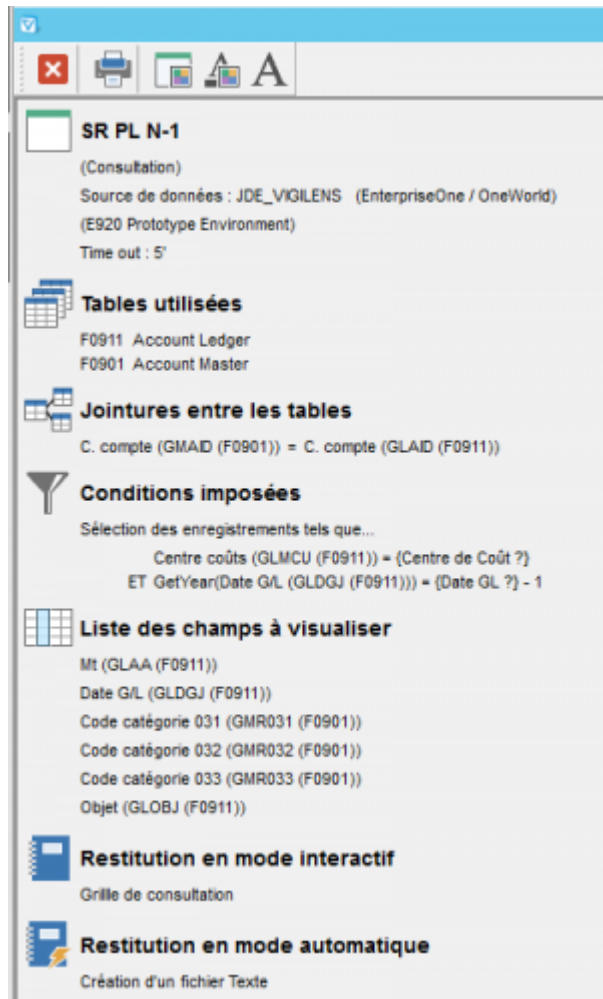 A
SR PL N-1
(Consultation)
Source de données : JDE_VIGILENS (EnterpriseOne / OneWorld)
(E920 Prototype Environment)
Time out : 5'
Tables utilisées
F0911 Account Ledger
F0901 Account Master
Jointures entre les tables
C. compte (GMAID (F0901)) = C. compte (GLAID (F0911))
Conditions imposées
Sélection des enregistrements tels que...
Centre coûts (GLMCU (F0911)) = {Centre de Coût ?}
ET GetYear(Date G/L (GLDGJ (F0911))) = {Date GL ?} - 1
Liste des champs à visualiser
Mt (GLAA (F0911))
Date G/L (GLDGJ (F0911))
Code catégorie 031 (GMR031 (F0901))
Code catégorie 032 (GMR032 (F0901))
Code catégorie 033 (GMR033 (F0901))
Objet (GLOBJ (F0911))
Restitution en mode interactif
Grille de consultation
Restitution en mode automatique
Création d'un fichier Texte